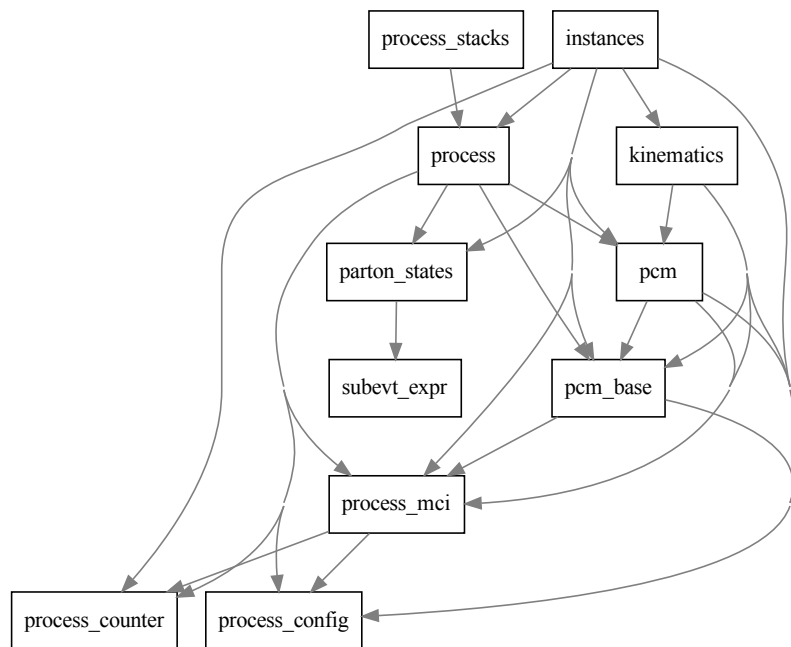 process_stacks
instances
process
kinematics
parton_states
pcm
subevt_expr
pcm_base
process_mci
process_counter
process_config